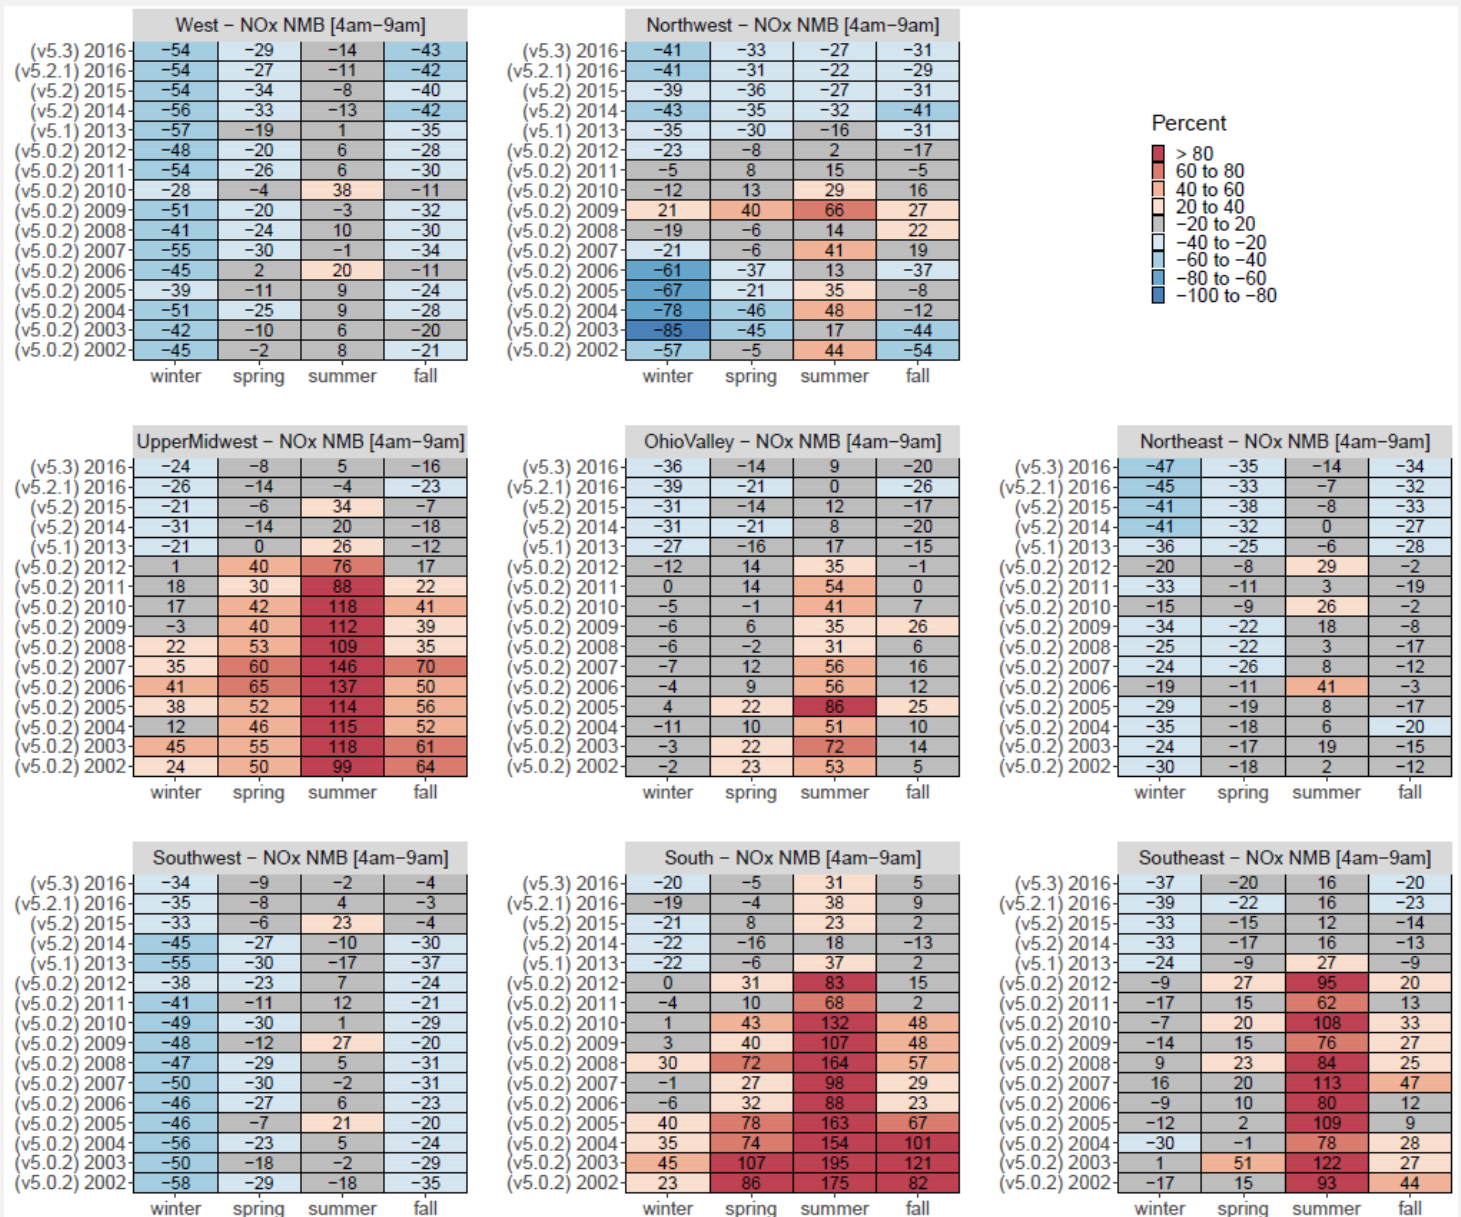 West − NOx NMB [4am−9am]
(v5.3) 2016 −54 −29 −14 −43
(v5.2.1) 2016 −54 −27 −11 −42
(v5.2) 2015 −54 −34 −8 −40
(v5.2) 2014 −56 −33 −13 −42
(v5.1) 2013 −57 −19 1 −35
(v5.0.2) 2012 −48 −20 6 −28
(v5.0.2) 2011 −54 −26 6 −30
(v5.0.2) 2010 −28 −4 38 −11
(v5.0.2) 2009 −51 −20 −3 −32
(v5.0.2) 2008 −41 −24 10 −30
(v5.0.2) 2007 −55 −30 −1 −34
(v5.0.2) 2006 −45 2 20 −11
(v5.0.2) 2005 −39 −11 9 −24
(v5.0.2) 2004 −51 −25 9 −28
(v5.0.2) 2003 −42 −10 6 −20
(v5.0.2) 2002 −45 −2 8 −21
winter spring summer fall
Northwest − NOx NMB [4am−9am]
(v5.3) 2016 −41 −33 −27 −31
(v5.2.1) 2016 −41 −31 −22 −29
(v5.2) 2015 −39 −36 −27 −31
(v5.2) 2014 −43 −35 −32 −41
(v5.1) 2013 −35 −30 −16 −31
(v5.0.2) 2012 −23 −8 2 −17
(v5.0.2) 2011 −5 8 15 −5
(v5.0.2) 2010 −12 13 29 16
(v5.0.2) 2009 21 40 66 27
(v5.0.2) 2008 −19 −6 14 22
(v5.0.2) 2007 −21 −6 41 19
(v5.0.2) 2006 −61 −37 13 −37
(v5.0.2) 2005 −67 −21 35 −8
(v5.0.2) 2004 −78 −46 48 −12
(v5.0.2) 2003 −85 −45 17 −44
(v5.0.2) 2002 −57 −5 44 −54
winter spring summer fall
Percent
> 80
60 to 80
40 to 60
20 to 40
−20 to 20
−40 to −20
−60 to −40
−80 to −60
−100 to −80
UpperMidwest − NOx NMB [4am−9am]
(v5.3) 2016 −24 −8 5 −16
(v5.2.1) 2016 −26 −14 −4 −23
(v5.2) 2015 −21 −6 34 −7
(v5.2) 2014 −31 −14 20 −18
(v5.1) 2013 −21 0 26 −12
(v5.0.2) 2012 1 40 76 17
(v5.0.2) 2011 18 30 88 22
(v5.0.2) 2010 17 42 118 41
(v5.0.2) 2009 −3 40 112 39
(v5.0.2) 2008 22 53 109 35
(v5.0.2) 2007 35 60 146 70
(v5.0.2) 2006 41 65 137 50
(v5.0.2) 2005 38 52 114 56
(v5.0.2) 2004 12 46 115 52
(v5.0.2) 2003 45 55 118 61
(v5.0.2) 2002 24 50 99 64
winter spring summer fall
OhioValley − NOx NMB [4am−9am]
(v5.3) 2016 −36 −14 9 −20
(v5.2.1) 2016 −39 −21 0 −26
(v5.2) 2015 −31 −14 12 −17
(v5.2) 2014 −31 −21 8 −20
(v5.1) 2013 −27 −16 17 −15
(v5.0.2) 2012 −12 14 35 −1
(v5.0.2) 2011 0 14 54 0
(v5.0.2) 2010 −5 −1 41 7
(v5.0.2) 2009 −6 6 35 26
(v5.0.2) 2008 −6 −2 31 6
(v5.0.2) 2007 −7 12 56 16
(v5.0.2) 2006 −4 9 56 12
(v5.0.2) 2005 4 22 86 25
(v5.0.2) 2004 −11 10 51 10
(v5.0.2) 2003 −3 22 72 14
(v5.0.2) 2002 −2 23 53 5
winter spring summer fall
Northeast − NOx NMB [4am−9am]
(v5.3) 2016 −47 −35 −14 −34
(v5.2.1) 2016 −45 −33 −7 −32
(v5.2) 2015 −41 −38 −8 −33
(v5.2) 2014 −41 −32 0 −27
(v5.1) 2013 −36 −25 −6 −28
(v5.0.2) 2012 −20 −8 29 −2
(v5.0.2) 2011 −33 −11 3 −19
(v5.0.2) 2010 −15 −9 26 −2
(v5.0.2) 2009 −34 −22 18 −8
(v5.0.2) 2008 −25 −22 3 −17
(v5.0.2) 2007 −24 −26 8 −12
(v5.0.2) 2006 −19 −11 41 −3
(v5.0.2) 2005 −29 −19 8 −17
(v5.0.2) 2004 −35 −18 6 −20
(v5.0.2) 2003 −24 −17 19 −15
(v5.0.2) 2002 −30 −18 2 −12
winter spring summer fall
Southwest − NOx NMB [4am−9am]
(v5.3) 2016 −34 −9 −2 −4
(v5.2.1) 2016 −35 −8 4 −3
(v5.2) 2015 −33 −6 23 −4
(v5.2) 2014 −45 −27 −10 −30
(v5.1) 2013 −55 −30 −17 −37
(v5.0.2) 2012 −38 −23 7 −24
(v5.0.2) 2011 −41 −11 12 −21
(v5.0.2) 2010 −49 −30 1 −29
(v5.0.2) 2009 −48 −12 27 −20
(v5.0.2) 2008 −47 −29 5 −31
(v5.0.2) 2007 −50 −30 −2 −31
(v5.0.2) 2006 −46 −27 6 −23
(v5.0.2) 2005 −46 −7 21 −20
(v5.0.2) 2004 −56 −23 5 −24
(v5.0.2) 2003 −50 −18 −2 −29
(v5.0.2) 2002 −58 −29 −18 −35
winter spring summer fall
South − NOx NMB [4am−9am]
(v5.3) 2016 −20 −5 31 5
(v5.2.1) 2016 −19 −4 38 9
(v5.2) 2015 −21 8 23 2
(v5.2) 2014 −22 −16 18 −13
(v5.1) 2013 −22 −6 37 2
(v5.0.2) 2012 0 31 83 15
(v5.0.2) 2011 −4 10 68 2
(v5.0.2) 2010 1 43 132 48
(v5.0.2) 2009 3 40 107 48
(v5.0.2) 2008 30 72 164 57
(v5.0.2) 2007 −1 27 98 29
(v5.0.2) 2006 −6 32 88 23
(v5.0.2) 2005 40 78 163 67
(v5.0.2) 2004 35 74 154 101
(v5.0.2) 2003 45 107 195 121
(v5.0.2) 2002 23 86 175 82
winter spring summer fall
Southeast − NOx NMB [4am−9am]
(v5.3) 2016 −37 −20 16 −20
(v5.2.1) 2016 −39 −22 16 −23
(v5.2) 2015 −33 −15 12 −14
(v5.2) 2014 −33 −17 16 −13
(v5.1) 2013 −24 −9 27 −9
(v5.0.2) 2012 −9 27 95 20
(v5.0.2) 2011 −17 15 62 13
(v5.0.2) 2010 −7 20 108 33
(v5.0.2) 2009 −14 15 76 27
(v5.0.2) 2008 9 23 84 25
(v5.0.2) 2007 16 20 113 47
(v5.0.2) 2006 −9 10 80 12
(v5.0.2) 2005 −12 2 109 9
(v5.0.2) 2004 −30 −1 78 28
(v5.0.2) 2003 1 51 122 27
(v5.0.2) 2002 −17 15 93 44
winter spring summer fall